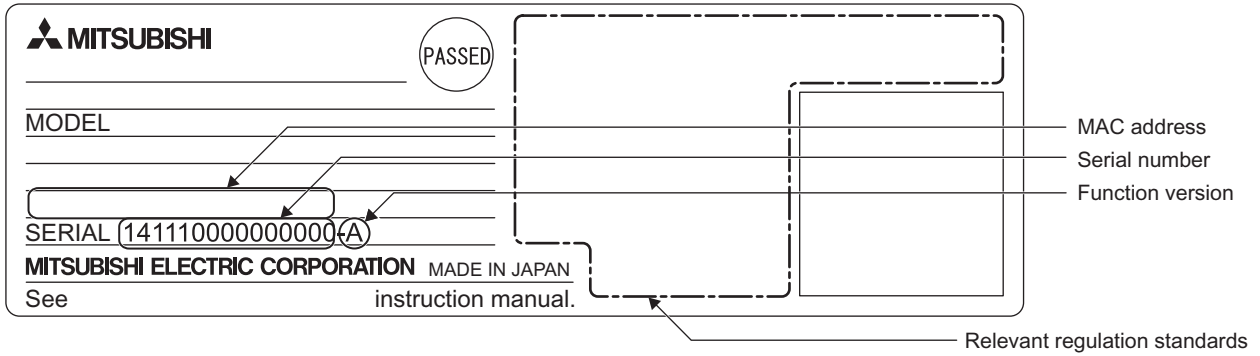 MITSUBISHI
PASSED
MODEL
MAC address
Serial number
Function version
SERIAL 141110000000000-A
MITSUBISHI ELECTRIC CORPORATION MADE IN JAPAN
See instruction manual.
Relevant regulation standards